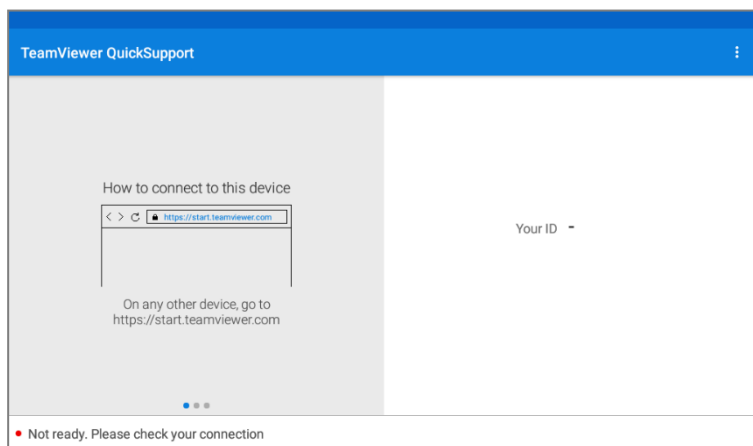 TeamViewer QuickSupport
How to connect to this device
https://start.teamviewer.com
On any other device, go to
https://start.teamviewer.com
Your ID -
Not ready. Please check your connection